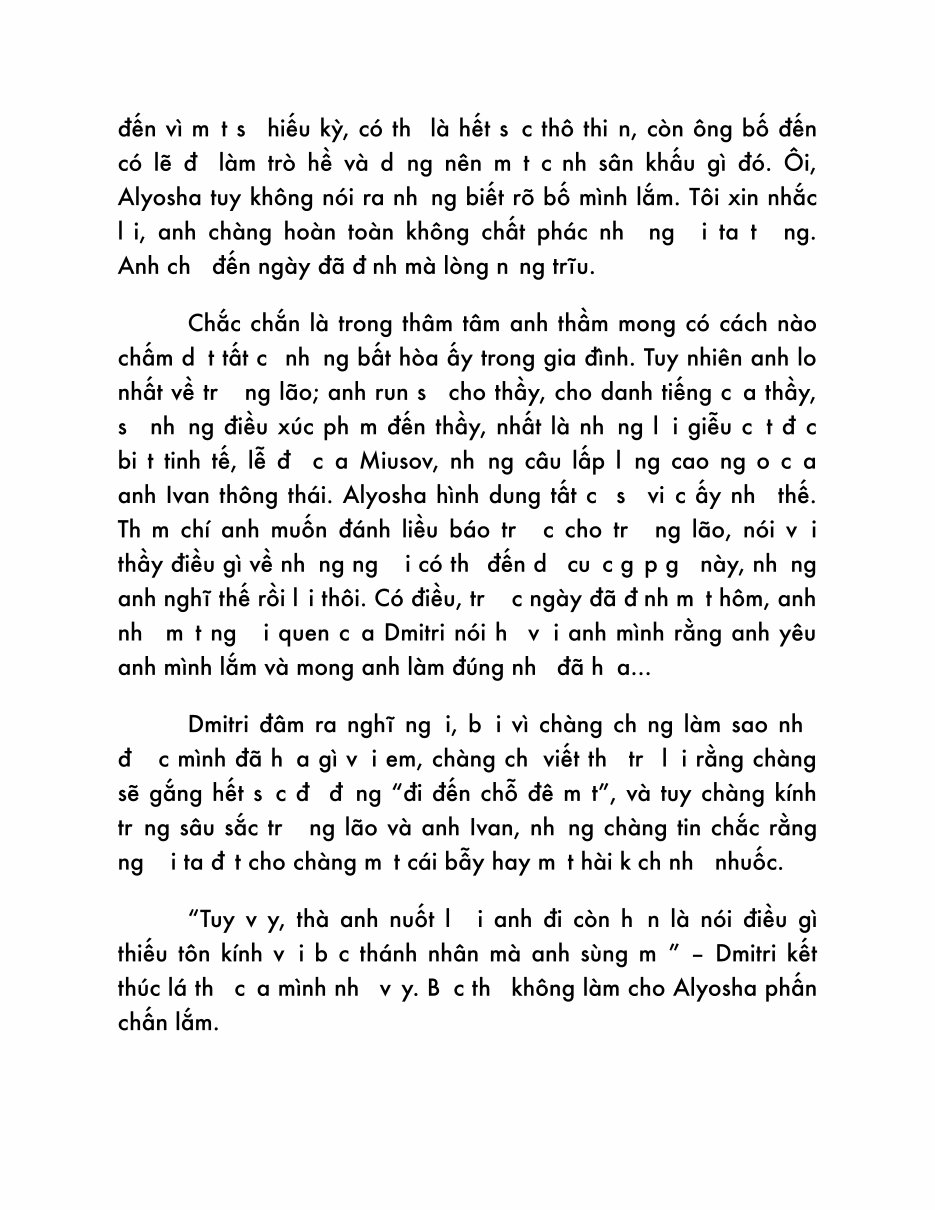 đến vì m t s hiếu kỳ, có th là hết s c thô thi n, còn ông bố đến
có lẽ đ làm trò hề và d ng nên m t c nh sân khấu gì đó. Ôi,
Alyosha tuy không nói ra nh ng biết rõ bố mình lắm. Tôi xin nhắc
l i, anh chàng hoàn toàn không chất phác nh ng i ta t ng.
Anh ch đến ngày đã đ nh mà lòng n ng trĩu.
Chắc chắn là trong thâm tâm anh thầm mong có cách nào
chấm d t tất c nh ng bất hòa ấy trong gia đình. Tuy nhiên anh lo
nhất về tr ng lão; anh run s cho thầy, cho danh tiếng c a thầy,
s nh ng điều xúc ph m đến thầy, nhất là nh ng l i giễu c t đ c
bi t tinh tế, lễ đ c a Miusov, nh ng câu lấp l ng cao ng o c a
anh Ivan thông thái. Alyosha hình dung tất c s vi c ấy nh thế.
Th m chí anh muốn đánh liều báo tr c cho tr ng lão, nói v i
thầy điều gì về nh ng ng i có th đến d cu c g p g này, nh ng
anh nghĩ thế rồi l i thôi. Có điều, tr c ngày đã đ nh m t hôm, anh
nh m t ng i quen c a Dmitri nói h v i anh mình rằng anh yêu
anh mình lắm và mong anh làm đúng nh đã h a...
Dmitri đâm ra nghĩ ng i, b i vì chàng ch ng làm sao nh
đ c mình đã h a gì v i em, chàng ch viết th tr l i rằng chàng
sẽ gắng hết s c đ đ ng “đi đến chỗ đê m t”, và tuy chàng kính
tr ng sâu sắc tr ng lão và anh Ivan, nh ng chàng tin chắc rằng
ng i ta đ t cho chàng m t cái bẫy hay m t hài k ch nh nhuốc.
“Tuy v y, thà anh nuốt l i anh đi còn h n là nói điều gì
thiếu tôn kính v i b c thánh nhân mà anh sùng m ” – Dmitri kết
thúc lá th c a mình nh v y. B c th không làm cho Alyosha phấn
chấn lắm.